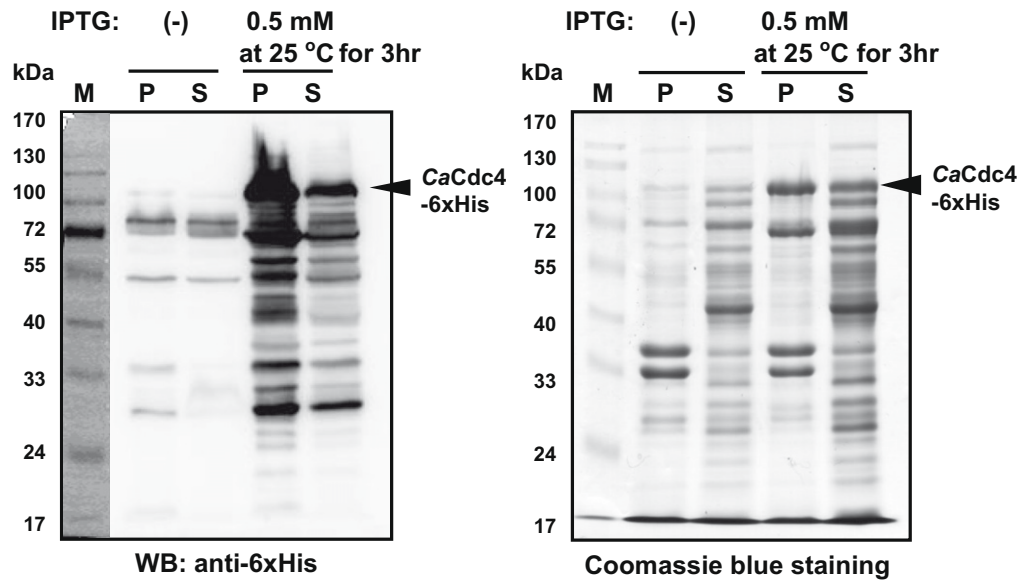 IPTG: (-) 0.5 mM
at 25 °C for 3hr
kDa
M P S P S
170
130
100
72
55
40
33
24
17
CaCdc4
-6xHis
WB: anti-6xHis
IPTG: (-) 0.5 mM
at 25 °C for 3hr
kDa
M P S P S
170
130
100
72
55
40
33
24
17
CaCdc4
-6xHis
Coomassie blue staining